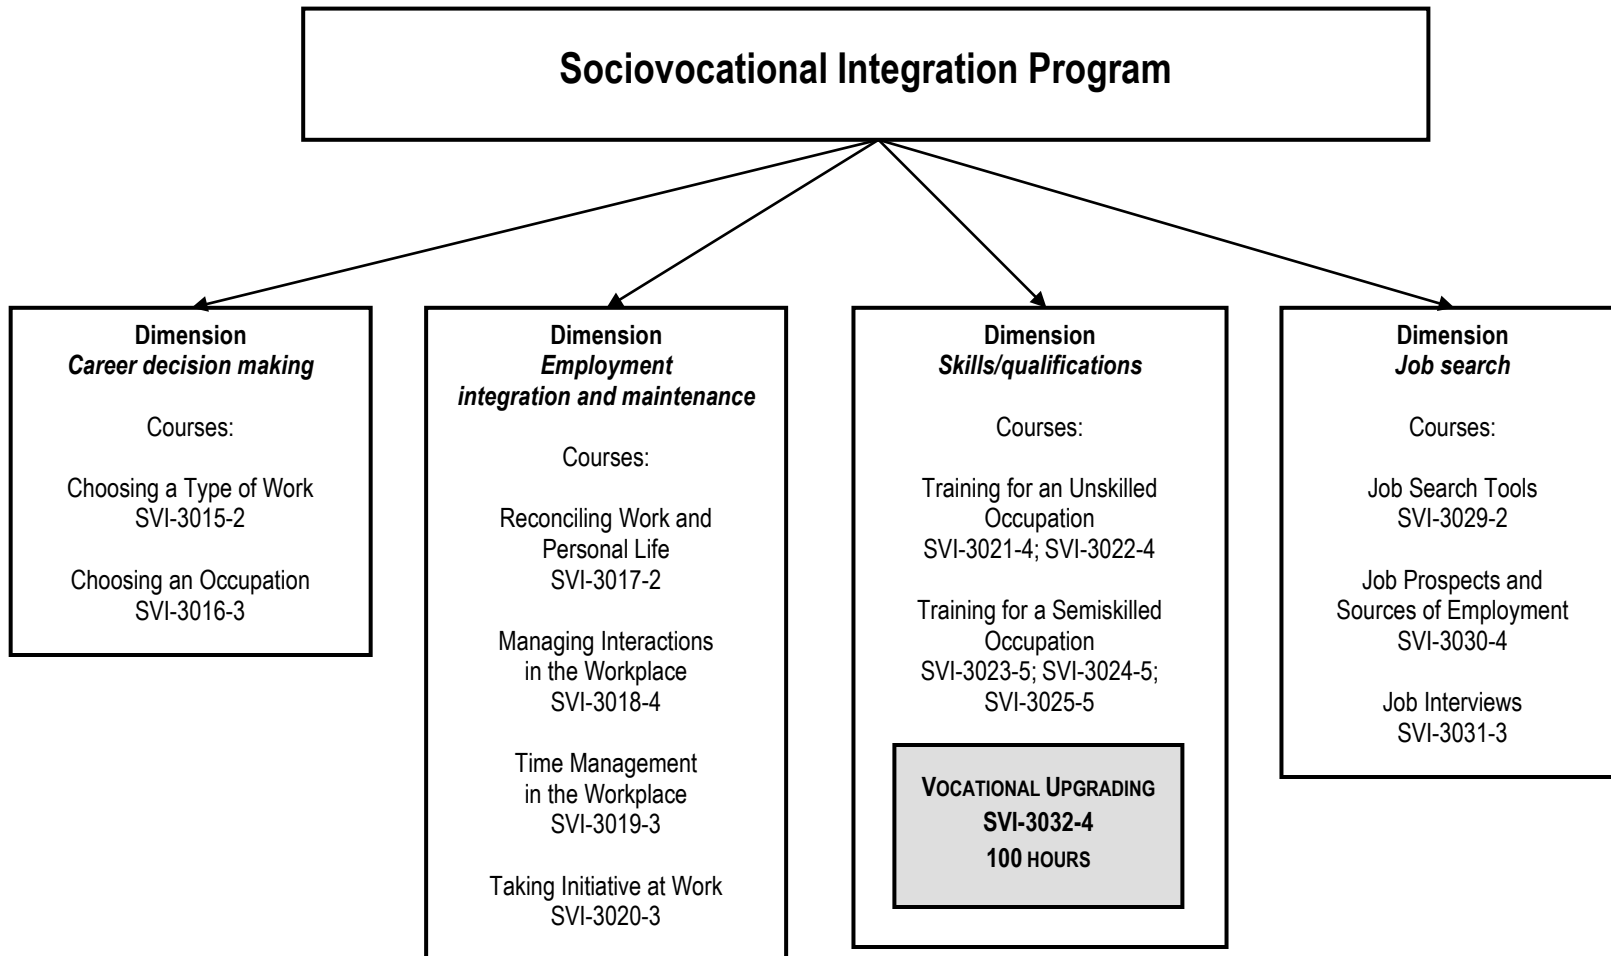 Sociovocational Integration Program
Dimension
Career decision making
Courses:
Choosing a Type of Work
SVI-3015-2
Choosing an Occupation
SVI-3016-3
Dimension
Employment
integration and maintenance
Courses:
Reconciling Work and
Personal Life
SVI-3017-2
Managing Interactions
in the Workplace
SVI-3018-4
Time Management
in the Workplace
SVI-3019-3
Taking Initiative at Work
SVI-3020-3
Dimension
Skills/qualifications
Courses:
Training for an Unskilled
Occupation
SVI-3021-4; SVI-3022-4
Training for a Semiskilled
Occupation
SVI-3023-5; SVI-3024-5;
SVI-3025-5
VOCATIONAL UPGRADING
SVI-3032-4
100 HOURS
Dimension
Job search
Courses:
Job Search Tools
SVI-3029-2
Job Prospects and
Sources of Employment
SVI-3030-4
Job Interviews
SVI-3031-3